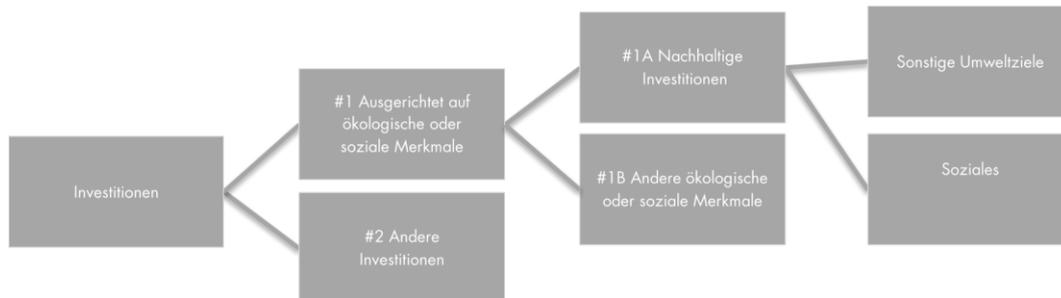 Investitionen
#1 Ausgerichtet auf
ökologische oder
soziale Merkmale
#2 Andere
Investitionen
#1A Nachhaltige
Investitionen
#1B Andere ökologische
oder soziale Merkmale
Sonstige Umweltziele
Soziales